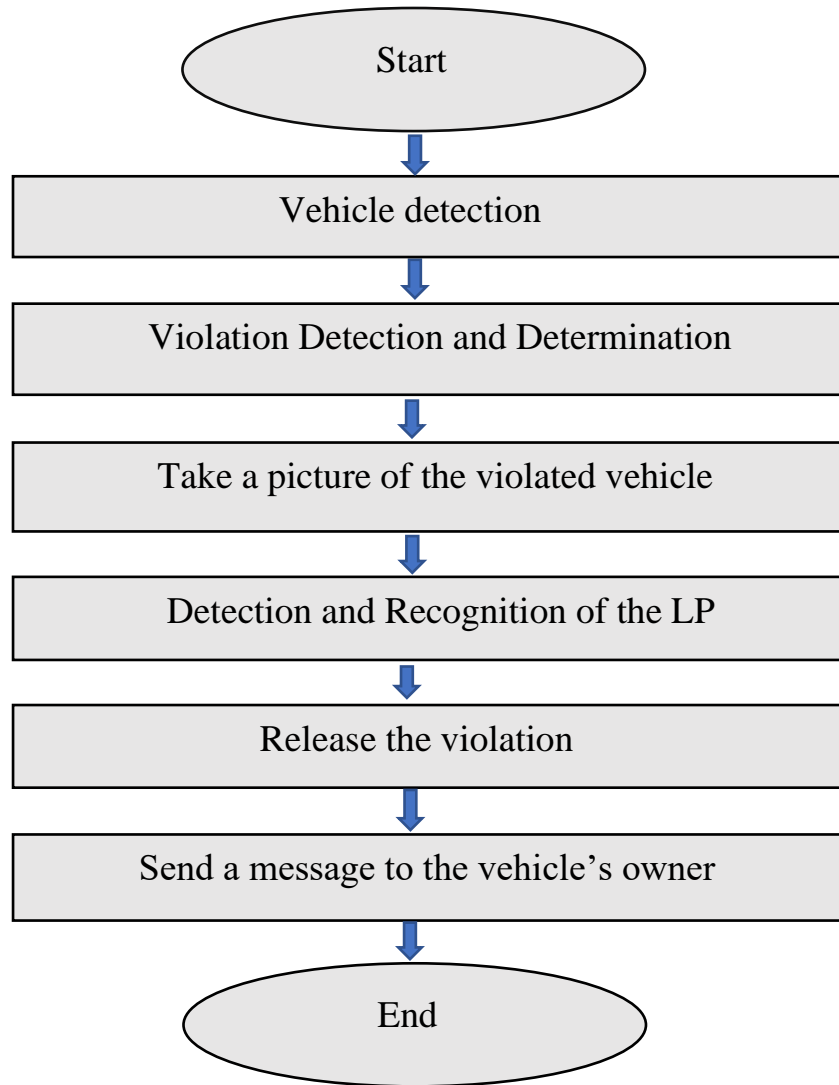 Start
Vehicle detection
Violation Detection and Determination
Take a picture of the violated vehicle
Detection and Recognition of the LP
Release the violation
Send a message to the vehicle’s owner
End